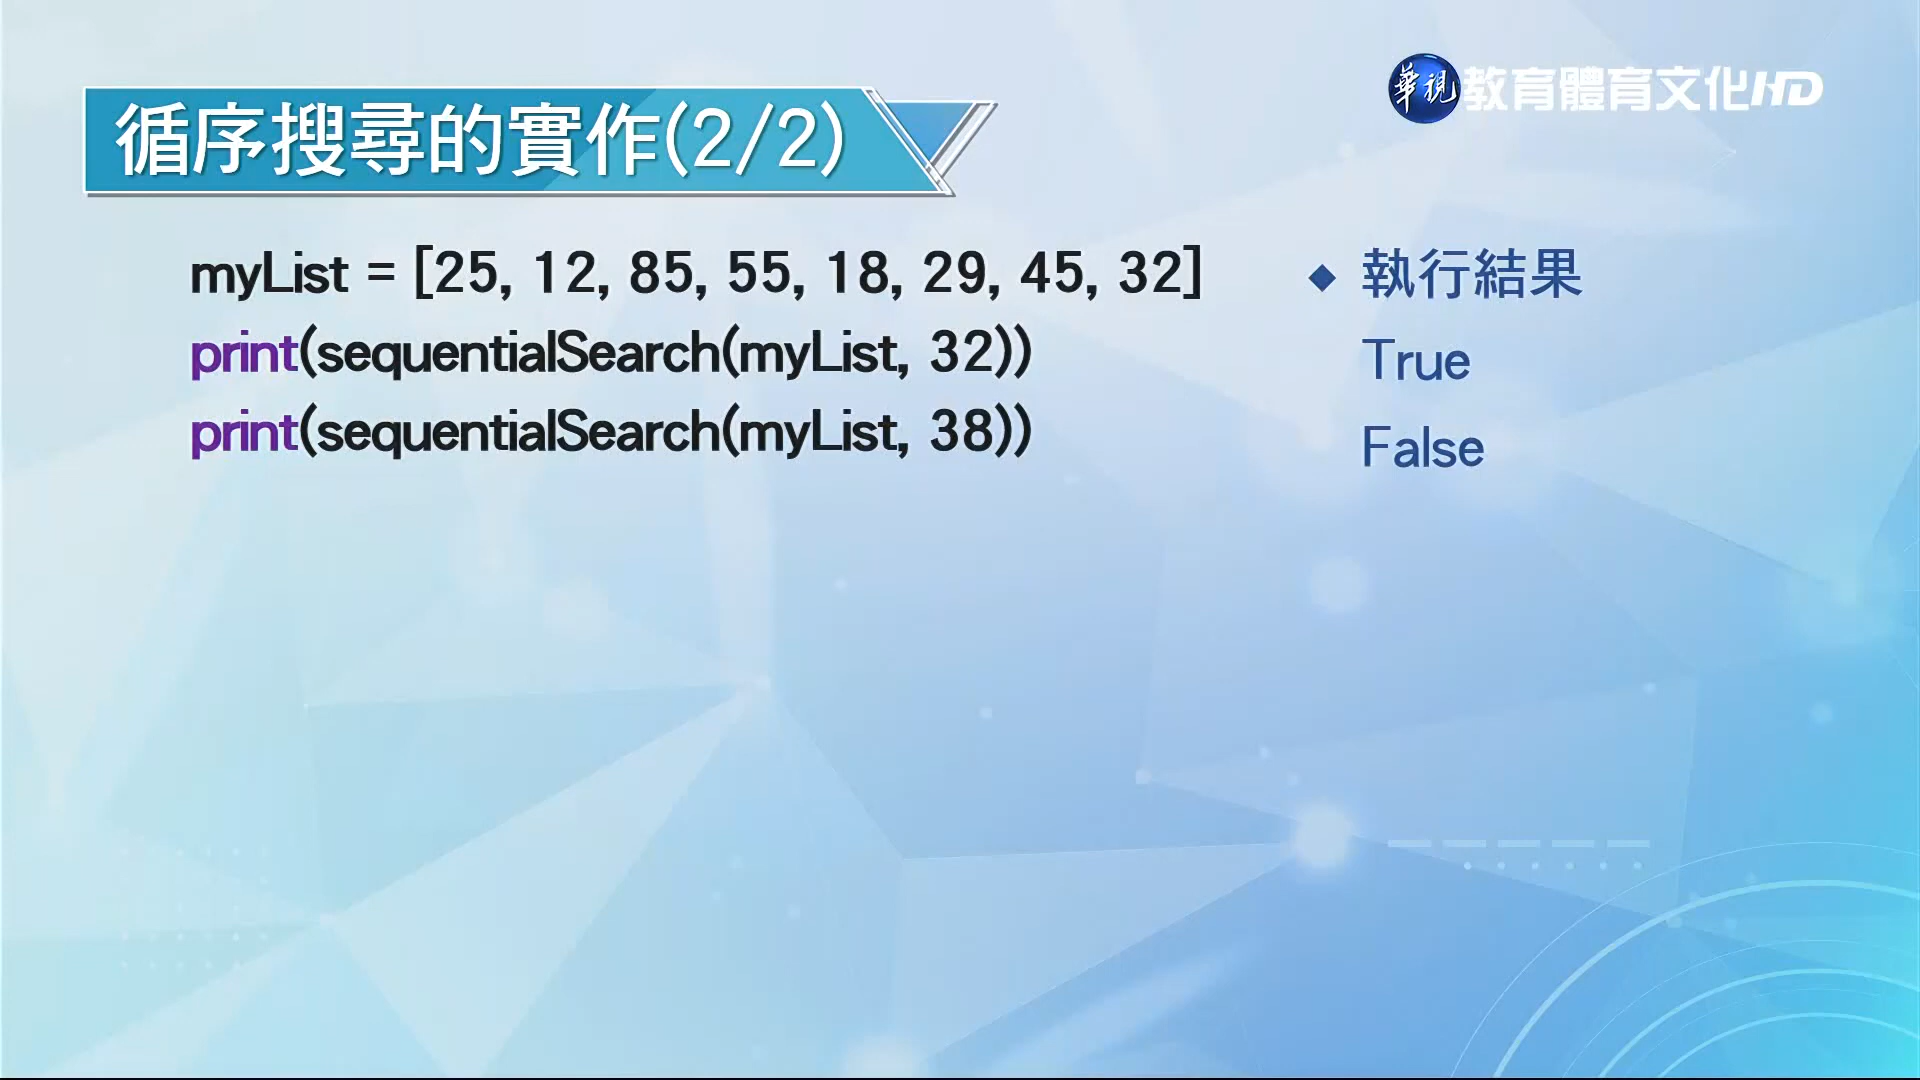 華視教育體育文化HD
循序搜尋的實作(2/2)
myList = [25, 12, 85, 55, 18, 29, 45, 32]
print(sequentialSearch(myList, 32))
print(sequentialSearch(myList, 38))
◆ 執行結果
True
False